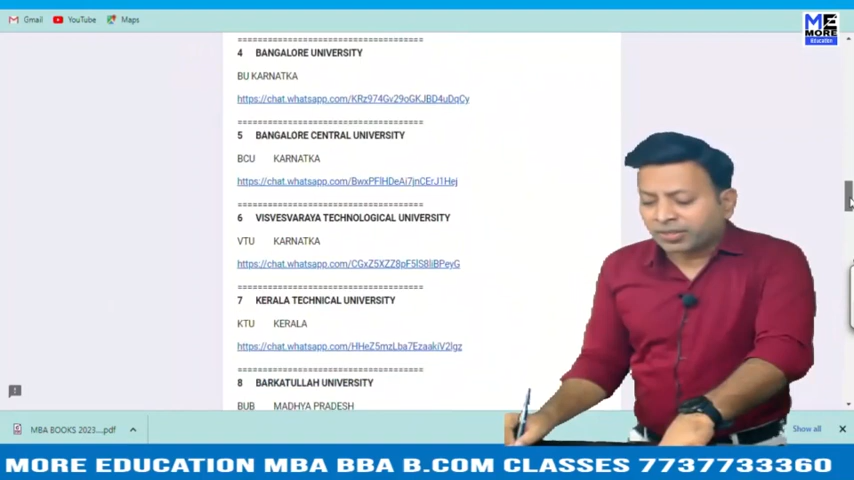 Gmail YouTube Maps
ME
MORE
Education
================================
4 BANGALORE UNIVERSITY
BU KARNATKA
https://chat.whatsapp.com/KRz974Gv29oGKJBD4uDqCy
================================
5 BANGALORE CENTRAL UNIVERSITY
BCU KARNATKA
https://chat.whatsapp.com/BwxPFlHDeAi7jnCErJ1Hej
================================
6 VISVESVARAYA TECHNOLOGICAL UNIVERSITY
VTU KARNATKA
https://chat.whatsapp.com/CGxZ5XZZ8pF5lS8liBPeyG
================================
7 KERALA TECHNICAL UNIVERSITY
KTU KERALA
https://chat.whatsapp.com/HHeZ5mzLba7EzaakiV2lgz
================================
8 BARKATULLAH UNIVERSITY
BUB MADHYA PRADESH
MBA BOOKS 2023....pdf
Show all
MORE EDUCATION MBA BBA B.COM CLASSES 7737733360